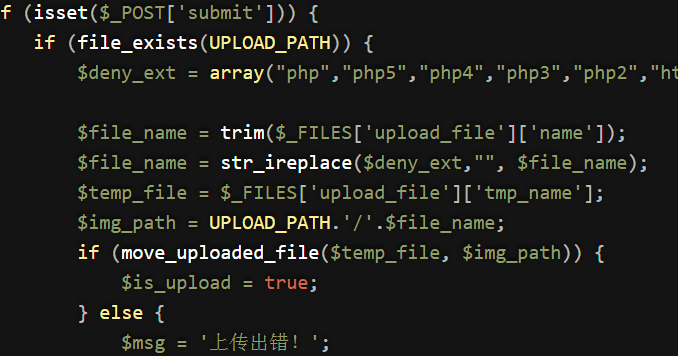 f (isset($_POST['submit'])) {
if (file_exists(UPLOAD_PATH)) {
$deny_ext = array("php","php5","php4","php3","php2","ht
$file_name = trim($_FILES['upload_file']['name']);
$file_name = str_ireplace($deny_ext,"", $file_name);
$temp_file = $_FILES['upload_file']['tmp_name'];
$img_path = UPLOAD_PATH.'/'.$file_name;
if (move_uploaded_file($temp_file, $img_path)) {
$is_upload = true;
} else {
$msg = '上传出错！';